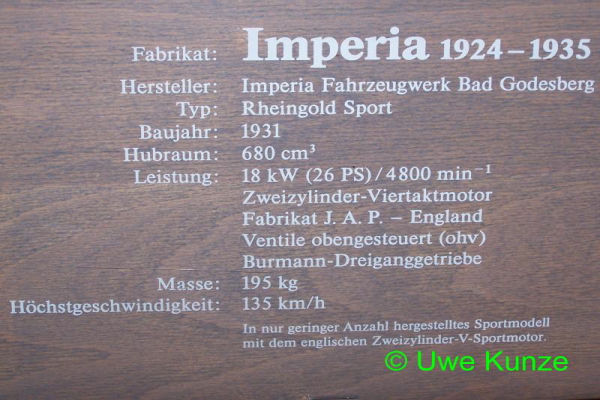 Fabrikat: Imperia 1924 – 1935
Hersteller: Imperia Fahrzeugwerk Bad Godesberg
Typ: Rheingold Sport
Baujahr: 1931
Hubraum: 680 cm³
Leistung: 18 kW (26 PS) / 4800 min⁻¹
Zweizylinder-Viertaktmotor
Fabrikat J. A. P. – England
Ventile obengesteuert (ohv)
Burmann-Dreiganggetriebe
Masse: 195 kg
Höchstgeschwindigkeit: 135 km/h
In nur geringer Anzahl hergestelltes Sportmodell
mit dem englischen Zweizylinder-V-Sportmotor.
© Uwe Kunze